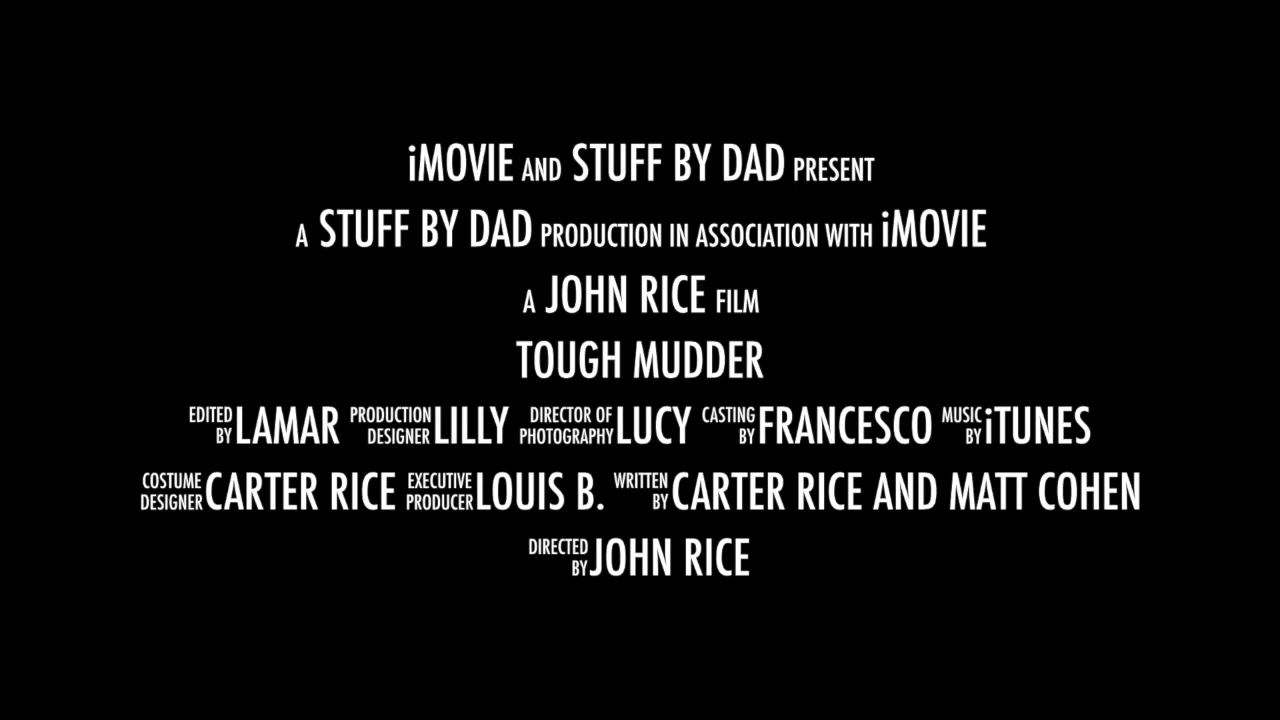 iMOVIE AND STUFF BY DAD PRESENT
A STUFF BY DAD PRODUCTION IN ASSOCIATION WITH iMOVIE
A JOHN RICE FILM
TOUGH MUDDER
EDITED BY LAMAR PRODUCTION DESIGNER LILLY DIRECTOR OF PHOTOGRAPHY LUCY CASTING BY FRANCESCO MUSIC BY iTUNES
COSTUME DESIGNER CARTER RICE EXECUTIVE PRODUCER LOUIS B. WRITTEN BY CARTER RICE AND MATT COHEN
DIRECTED BY JOHN RICE